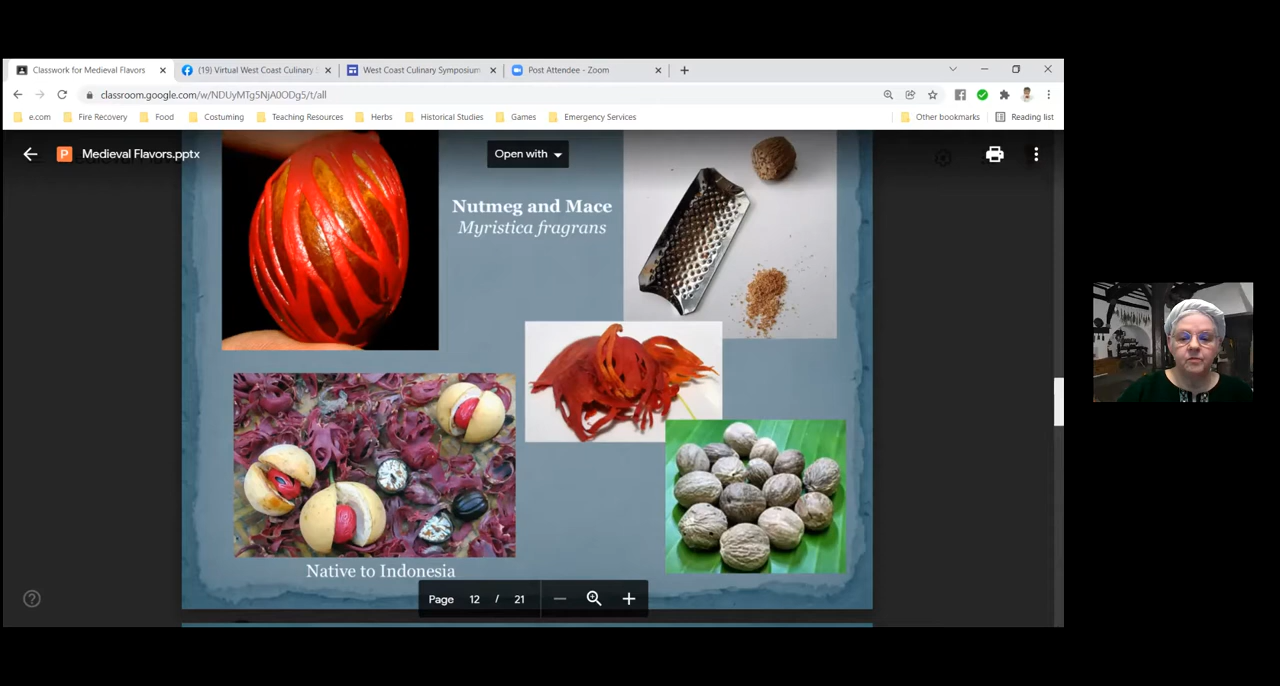 Classwork for Medieval Flavors
(19) Virtual West Coast Culinary
West Coast Culinary Symposium
Post Attendee - Zoom
classroom.google.com/w/NDUyMTg5NjA0ODg5/t/all
e.com
Fire Recovery
Food
Costuming
Teaching Resources
Herbs
Historical Studies
Games
Emergency Services
Other bookmarks
Reading list
P
Medieval Flavors.pptx
Open with
Nutmeg and Mace
Myristica fragrans
Native to Indonesia
Page 12 / 21